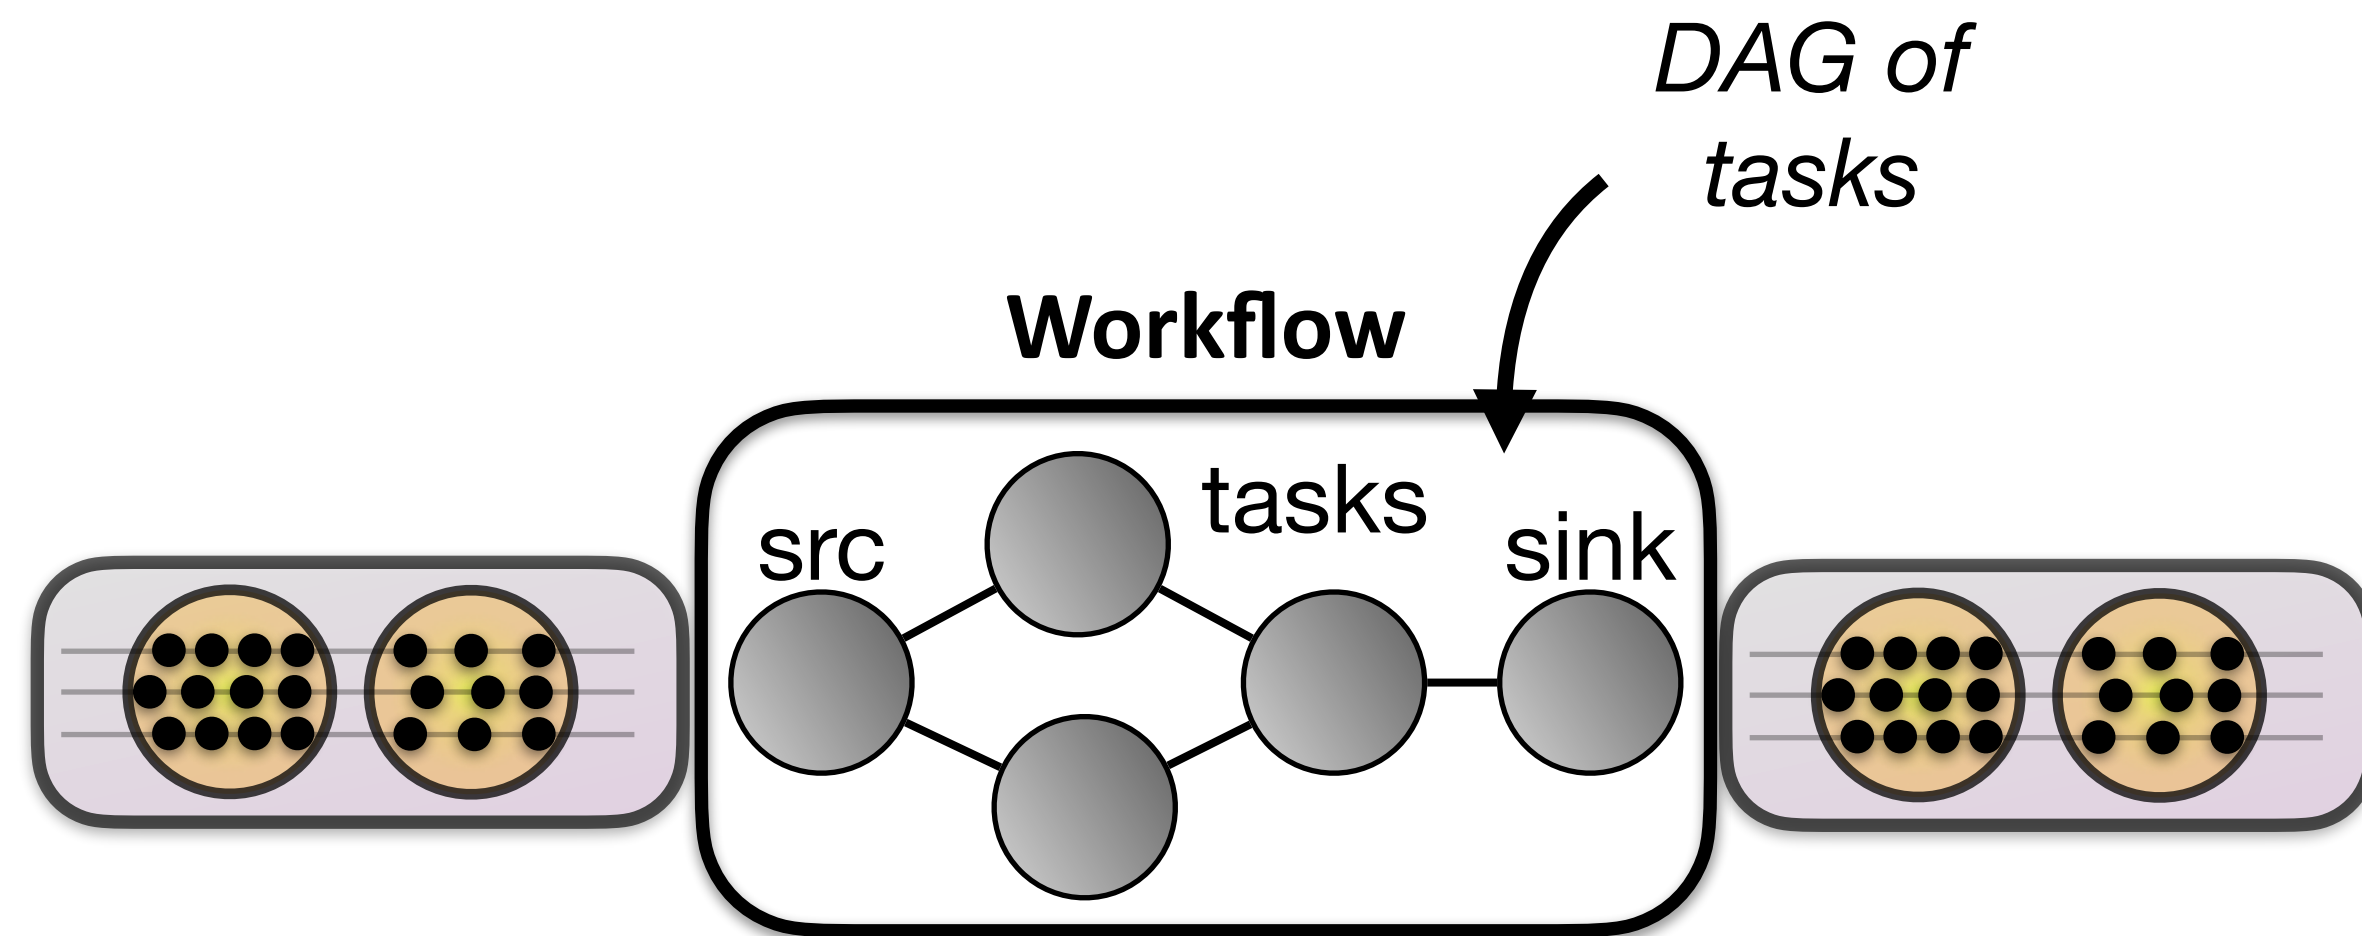 DAG of
tasks
Workflow
tasks
src
sink